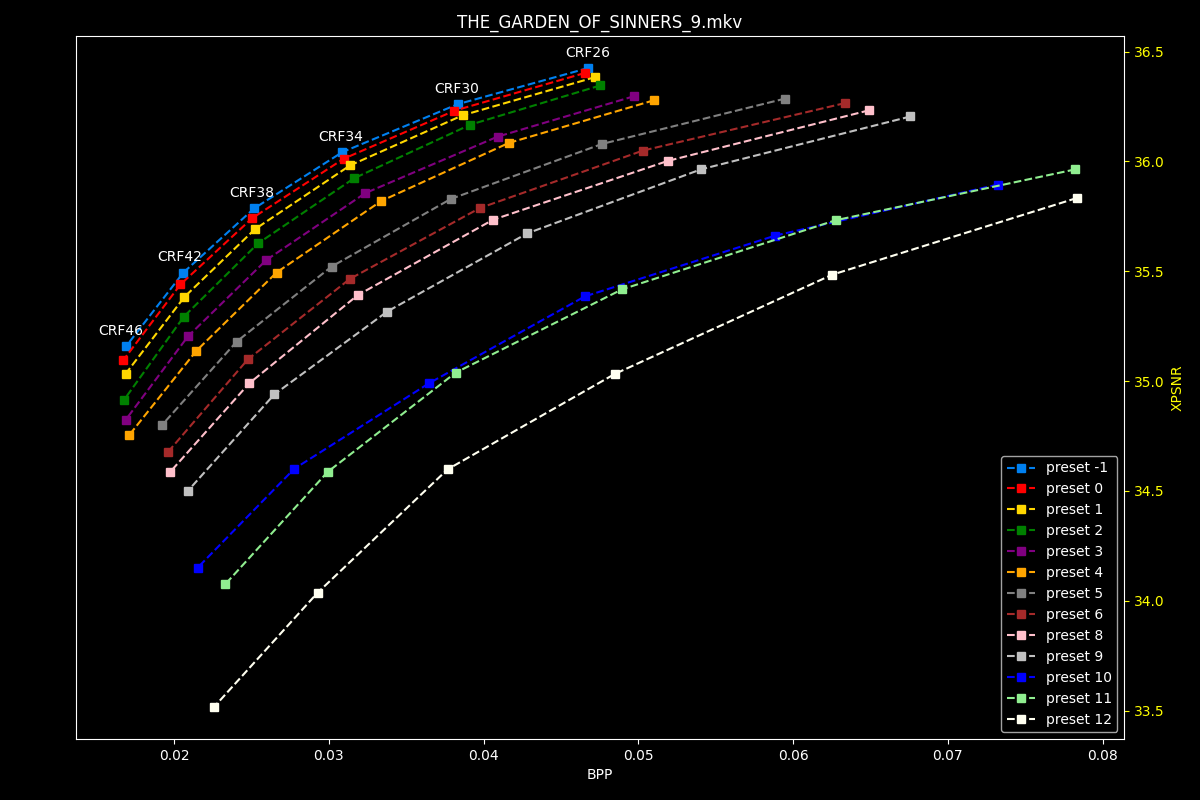 THE_GARDEN_OF_SINNERS_9.mkv
CRF26
CRF30
CRF34
CRF38
CRF42
CRF46
36.5
36.0
35.5
35.0
34.5
34.0
33.5
XPSNR
preset -1
preset 0
preset 1
preset 2
preset 3
preset 4
preset 5
preset 6
preset 8
preset 9
preset 10
preset 11
preset 12
0.02 0.03 0.04 0.05 0.06 0.07 0.08
BPP